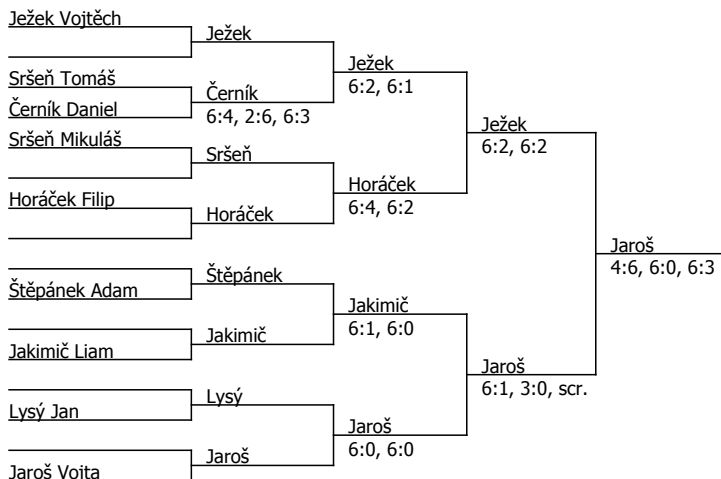 Ježek Vojtěch
Ježek
Ježek
6:2, 6:1
Sršeň Tomáš
Černík
6:4, 2:6, 6:3
Černík Daniel
Ježek
6:2, 6:2
Sršeň Mikuláš
Sršeň
Horáček
6:4, 6:2
Horáček Filip
Horáček
Jaroš
4:6, 6:0, 6:3
Štěpánek
Štěpánek Adam
Jakimič
6:1, 6:0
Jakimič
Jakimič Liam
Jaroš
6:1, 3:0, scr.
Lysý
Lysý Jan
Jaroš
6:0, 6:0
Jaroš
Jaroš Vojta